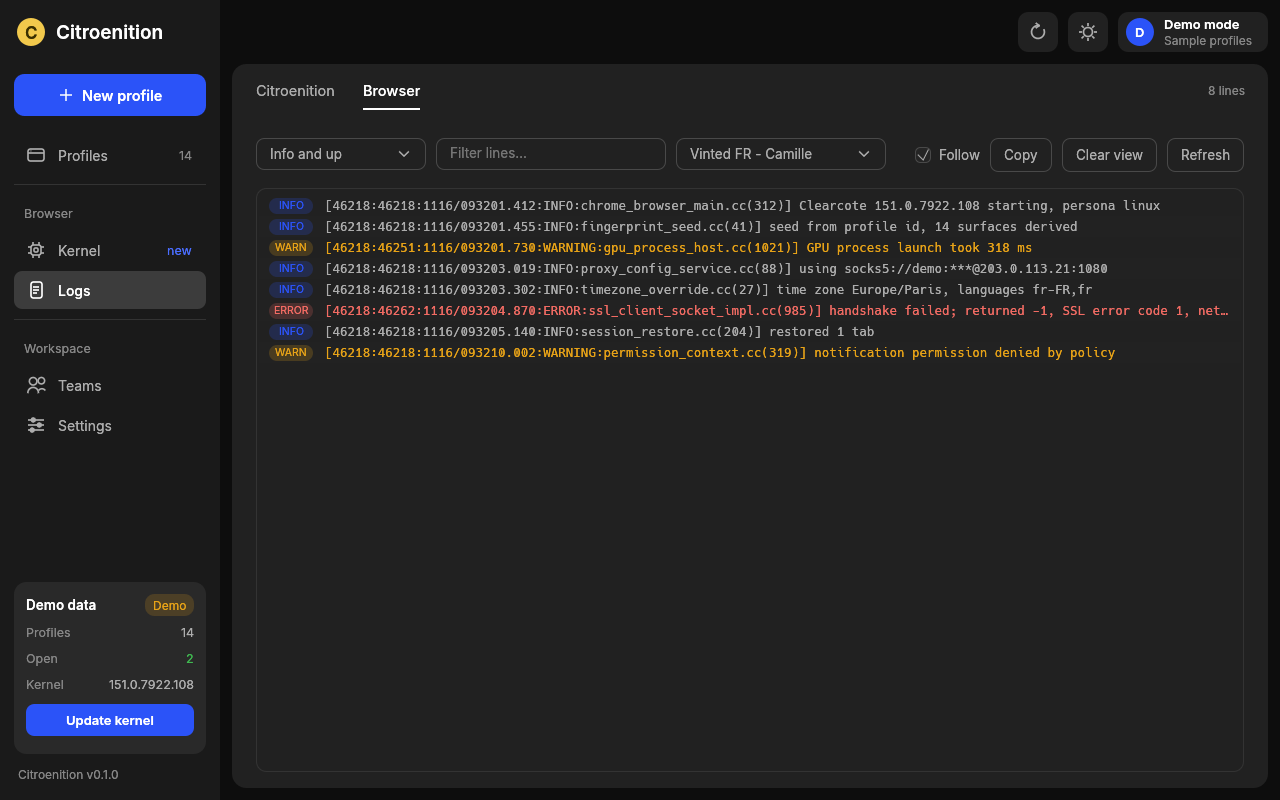 C Citroenition
New profile
Profiles 14
Browser
Kernel new
Logs
Workspace
Teams
Settings
Demo data Demo
Profiles 14
Open 2
Kernel 151.0.7922.108
Update kernel
Citroenition v0.1.0
D Demo mode
Sample profiles
Citroenition Browser 8 lines
Info and up Filter lines... Vinted FR - Camille Follow Copy Clear view Refresh
INFO [46218:46218:1116/093201.412:INFO:chrome_browser_main.cc(312)] Clearcote 151.0.7922.108 starting, persona linux
INFO [46218:46218:1116/093201.455:INFO:fingerprint_seed.cc(41)] seed from profile id, 14 surfaces derived
WARN [46218:46251:1116/093201.730:WARNING:gpu_process_host.cc(1021)] GPU process launch took 318 ms
INFO [46218:46218:1116/093203.019:INFO:proxy_config_service.cc(88)] using socks5://demo:***@203.0.113.21:1080
INFO [46218:46218:1116/093203.302:INFO:timezone_override.cc(27)] time zone Europe/Paris, languages fr-FR,fr
ERROR [46218:46262:1116/093204.870:ERROR:ssl_client_socket_impl.cc(985)] handshake failed; returned -1, SSL error code 1, net…
INFO [46218:46218:1116/093205.140:INFO:session_restore.cc(204)] restored 1 tab
WARN [46218:46218:1116/093210.002:WARNING:permission_context.cc(319)] notification permission denied by policy